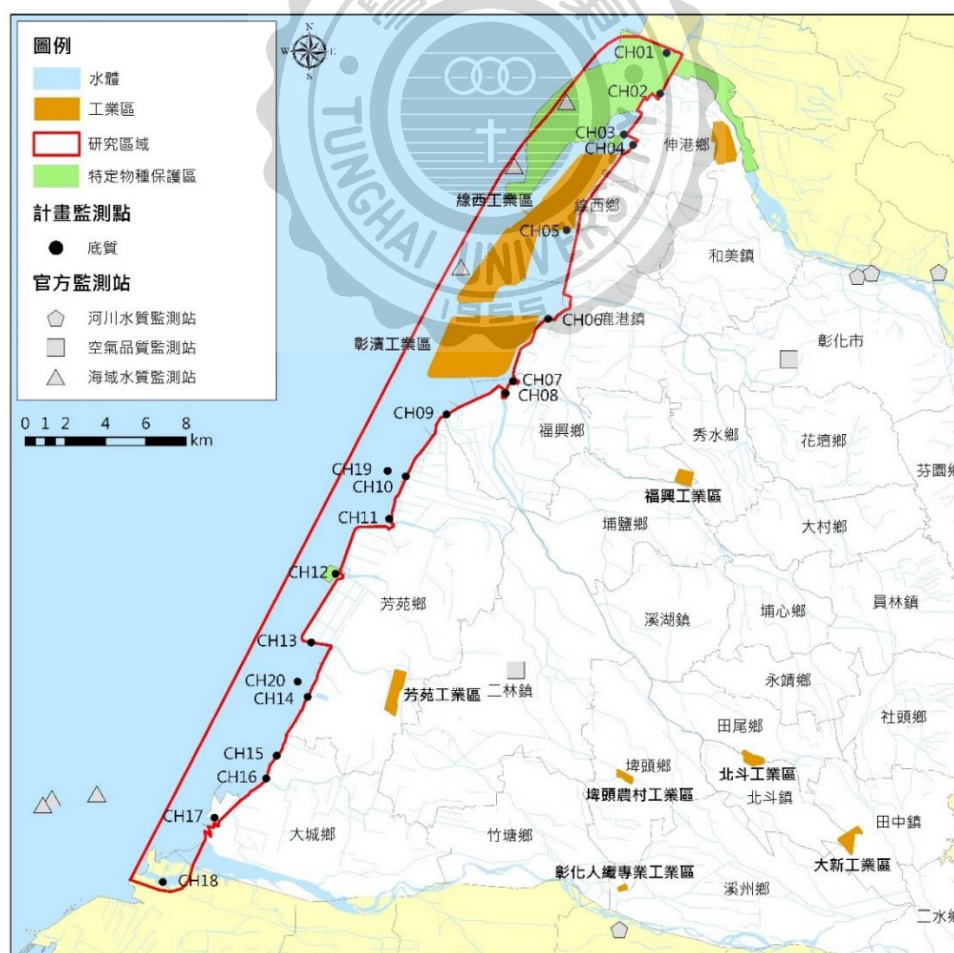 圖例
水體
工業區
研究區域
特定物種保護區
計畫監測點
底質
官方監測站
河川水質監測站
空氣品質監測站
海域水質監測站
0 1 2 4 6 8
km
N
W E
S
TUNGHAI UNIVERSITY
1955
CH01
CH02
CH03
CH04
伸港鄉
線西工業區
線西鄉
CH05
和美鎮
CH06
鹿港鎮
彰濱工業區
彰化市
CH07
CH08
CH09
福興鄉
秀水鄉
花壇鄉
芬園鄉
CH19
CH10
福興工業區
CH11
埔鹽鄉
大村鄉
CH12
芳苑鄉
溪湖鎮
埔心鄉
員林鎮
CH13
CH20
CH14
芳苑工業區
二林鎮
永靖鄉
田尾鄉
社頭鄉
CH15
CH16
埤頭鄉
北斗工業區
埤頭農村工業區
北斗鎮
CH17
大城鄉
竹塘鄉
田中鎮
大新工業區
彰化人纖專業工業區
溪州鄉
CH18
二水鄉